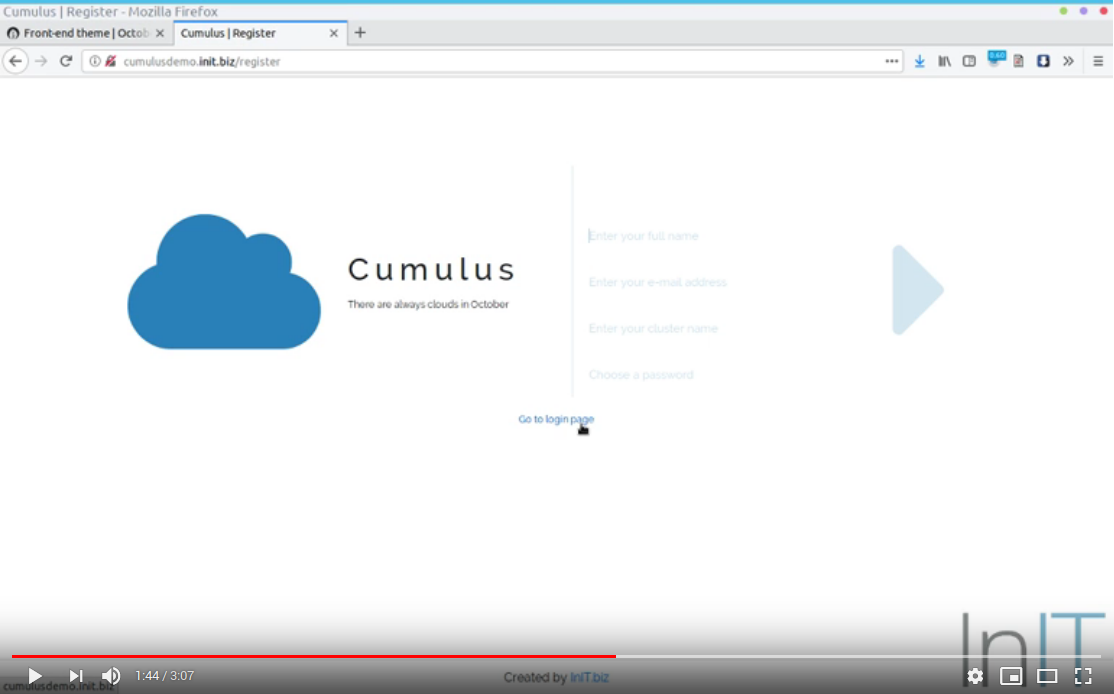 Cumulus | Register - Mozilla Firefox
Front-end theme | Octob
Cumulus | Register
cumulusdemo.init.biz/register
0.60
Cumulus
There are always clouds in October
Enter your full name
Enter your e-mail address
Enter your cluster name
Choose a password
Go to login page
InIT
1:44 / 3:07
Created by InIT.biz
cumulusdemo.init.biz